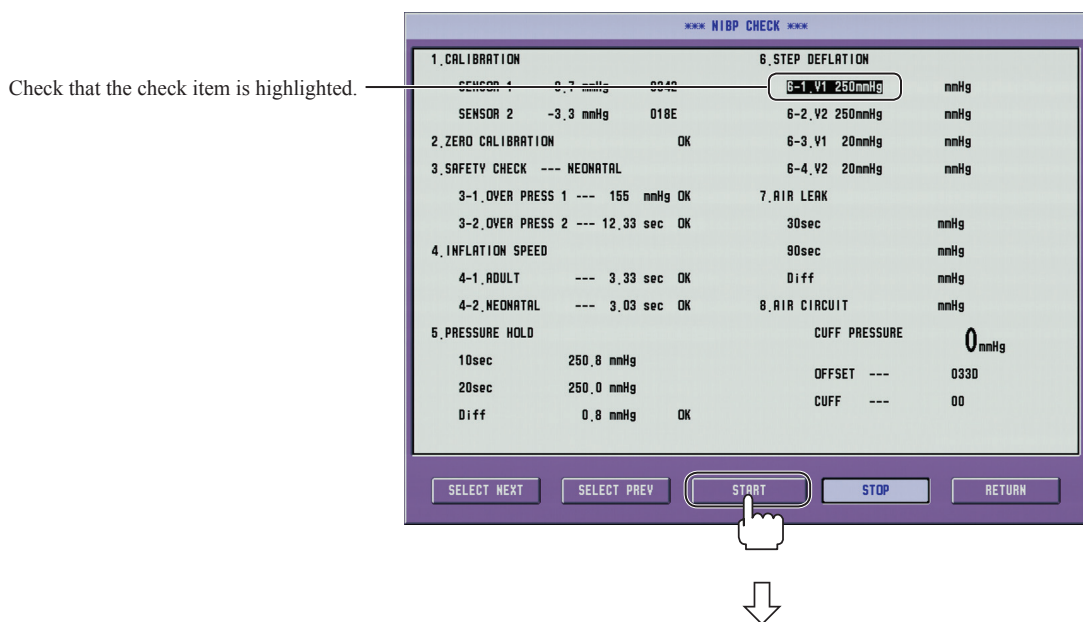 *** NIBP CHECK ***
Check that the check item is highlighted.
1.CALIBRATION
SENSOR 2 -3.3 mmHg 018E
2.ZERO CALIBRATION OK
3.SAFETY CHECK --- NEONATAL
3-1.OVER PRESS 1 --- 155 mmHg OK
3-2.OVER PRESS 2 --- 12.33 sec OK
4.INFLATION SPEED
4-1.ADULT --- 3.33 sec OK
4-2.NEONATAL --- 3.03 sec OK
5.PRESSURE HOLD
10sec 250.8 mmHg
20sec 250.0 mmHg
Diff 0.8 mmHg OK
6.STEP DEFLATION
6-1.V1 250mmHg mmHg
6-2.V2 250mmHg mmHg
6-3.V1 20mmHg mmHg
6-4.V2 20mmHg mmHg
7.AIR LEAK
30sec mmHg
90sec mmHg
Diff mmHg
8.AIR CIRCUIT mmHg
CUFF PRESSURE 0 mmHg
OFFSET --- 033D
CUFF --- 00
SELECT NEXT SELECT PREV START STOP RETURN